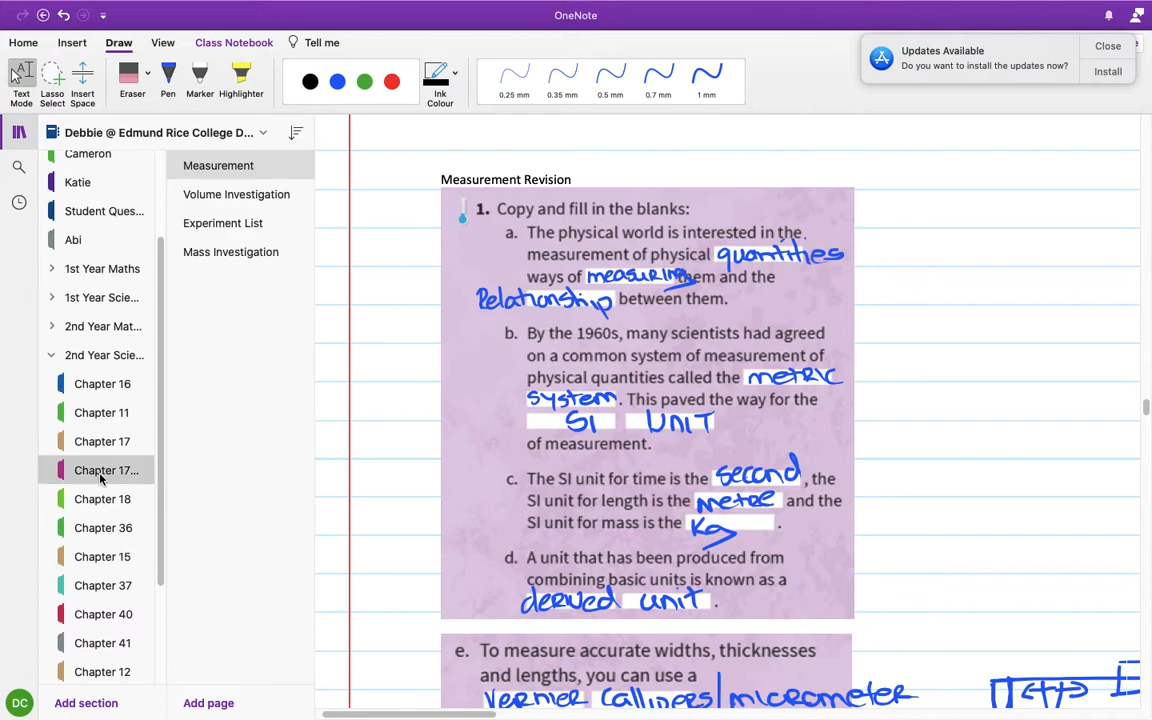 OneNote
Home Insert Draw View Class Notebook Tell me
Updates Available
Do you want to install the updates now?
Close
Install
Text Mode
Lasso Select
Insert Space
Eraser
Pen
Marker
Highlighter
Ink Colour
0.25 mm 0.35 mm 0.5 mm 0.7 mm 1 mm
Debbie @ Edmund Rice College D...
Cameron
Katie
Student Ques...
Abi
1st Year Maths
1st Year Scie...
2nd Year Mat...
2nd Year Scie...
Chapter 16
Chapter 11
Chapter 17
Chapter 17...
Chapter 18
Chapter 36
Chapter 15
Chapter 37
Chapter 40
Chapter 41
Chapter 12
DC
Add section
Measurement
Volume Investigation
Experiment List
Mass Investigation
Add page
Measurement Revision
1. Copy and fill in the blanks:
a. The physical world is interested in the
measurement of physical quantities
ways of measuring them and the
Relationship between them.
b. By the 1960s, many scientists had agreed
on a common system of measurement of
physical quantities called the metric
system. This paved the way for the
SI UNIT
of measurement.
c. The SI unit for time is the second, the
SI unit for length is the metre and the
SI unit for mass is the Kg.
d. A unit that has been produced from
combining basic units is known as a
derived unit.
e. To measure accurate widths, thicknesses
and lengths, you can use a
Vernier callipers/micrometer